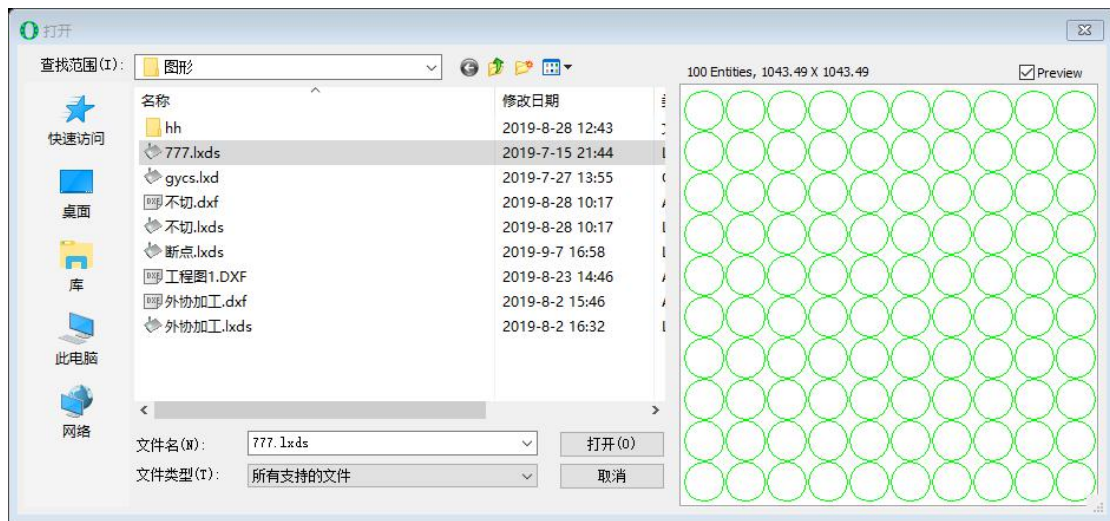 打开
查找范围(I):
图形
100 Entities, 1043.49 X 1043.49
Preview
名称
修改日期
快速访问
桌面
库
此电脑
网络
hh
2019-8-28 12:43
777.lxds
2019-7-15 21:44
gycs.lxd
2019-7-27 13:55
不切.dxf
2019-8-28 10:17
不切.lxds
2019-8-28 10:17
断点.lxds
2019-9-7 16:58
工程图1.DXF
2019-8-23 14:46
外协加工.dxf
2019-8-2 15:46
外协加工.lxds
2019-8-2 16:32
文件名(N):
777.lxds
打开(O)
文件类型(T):
所有支持的文件
取消